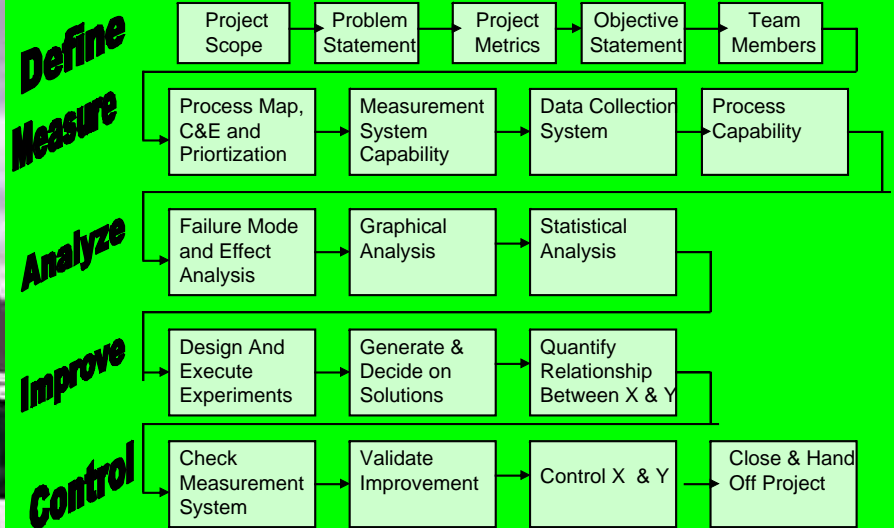 Define
Project
Scope
Problem
Statement
Project
Metrics
Objective
Statement
Team
Members
Measure
Process Map,
C&E and
Priortization
Measurement
System
Capability
Data Collection
System
Process
Capability
Analyze
Failure Mode
and Effect
Analysis
Graphical
Analysis
Statistical
Analysis
Improve
Design And
Execute
Experiments
Generate &
Decide on
Solutions
Quantify
Relationship
Between X & Y
Control
Check
Measurement
System
Validate
Improvement
Control X & Y
Close & Hand
Off Project